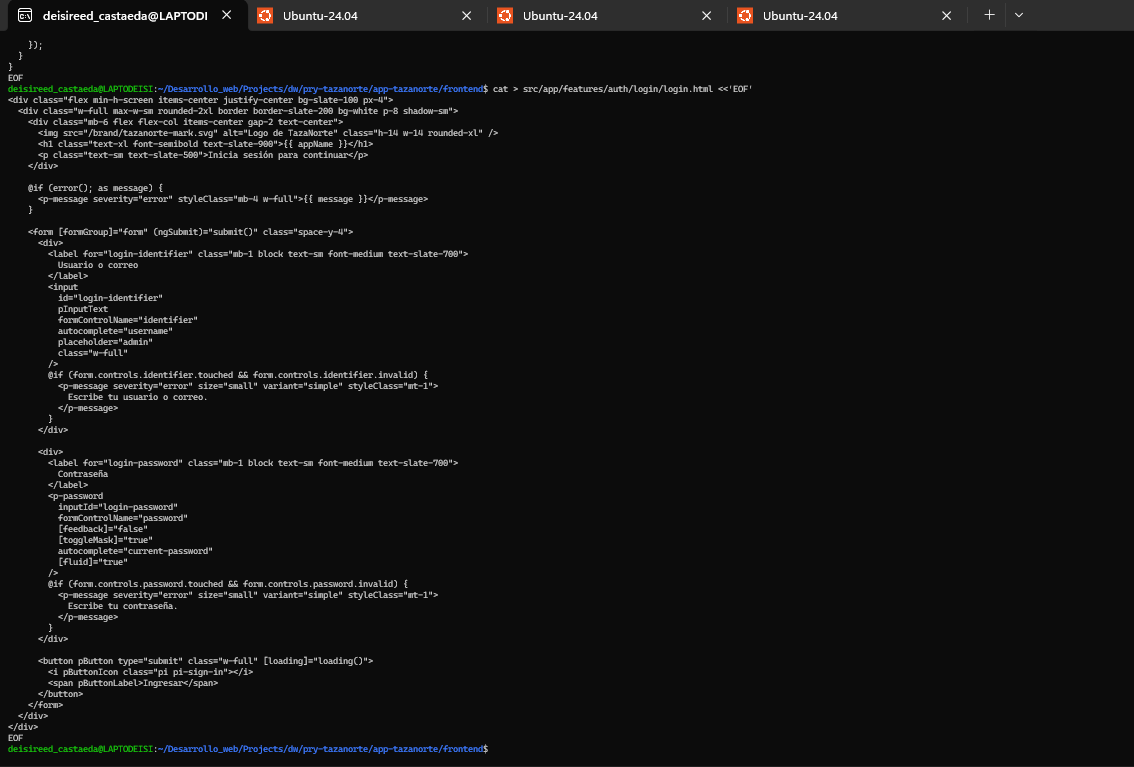 deisireed_castaeda@LAPTODI
Ubuntu-24.04
Ubuntu-24.04
Ubuntu-24.04
    });
  }
}
EOF
deisireed_castaeda@LAPTODEISI:~/Desarrollo_web/Projects/dw/pry-tazanorte/app-tazanorte/frontend$ cat > src/app/features/auth/login/login.html <<'EOF'
<div class="flex min-h-screen items-center justify-center bg-slate-100 px-4">
  <div class="w-full max-w-sm rounded-2xl border border-slate-200 bg-white p-8 shadow-sm">
    <div class="mb-6 flex flex-col items-center gap-2 text-center">
      <img src="/brand/tazanorte-mark.svg" alt="Logo de TazaNorte" class="h-14 w-14 rounded-xl" />
      <h1 class="text-xl font-semibold text-slate-900">{{ appName }}</h1>
      <p class="text-sm text-slate-500">Inicia sesión para continuar</p>
    </div>

    @if (error(); as message) {
      <p-message severity="error" styleClass="mb-4 w-full">{{ message }}</p-message>
    }

    <form [formGroup]="form" (ngSubmit)="submit()" class="space-y-4">
      <div>
        <label for="login-identifier" class="mb-1 block text-sm font-medium text-slate-700">
          Usuario o correo
        </label>
        <input
          id="login-identifier"
          pInputText
          formControlName="identifier"
          autocomplete="username"
          placeholder="admin"
          class="w-full"
        />
        @if (form.controls.identifier.touched && form.controls.identifier.invalid) {
          <p-message severity="error" size="small" variant="simple" styleClass="mt-1">
            Escribe tu usuario o correo.
          </p-message>
        }
      </div>

      <div>
        <label for="login-password" class="mb-1 block text-sm font-medium text-slate-700">
          Contraseña
        </label>
        <p-password
          inputId="login-password"
          formControlName="password"
          [feedback]="false"
          [toggleMask]="true"
          autocomplete="current-password"
          [fluid]="true"
        />
        @if (form.controls.password.touched && form.controls.password.invalid) {
          <p-message severity="error" size="small" variant="simple" styleClass="mt-1">
            Escribe tu contraseña.
          </p-message>
        }
      </div>

      <button pButton type="submit" class="w-full" [loading]="loading()">
        <i pButtonIcon class="pi pi-sign-in"></i>
        <span pButtonLabel>Ingresar</span>
      </button>
    </form>
  </div>
</div>
EOF
deisireed_castaeda@LAPTODEISI:~/Desarrollo_web/Projects/dw/pry-tazanorte/app-tazanorte/frontend$